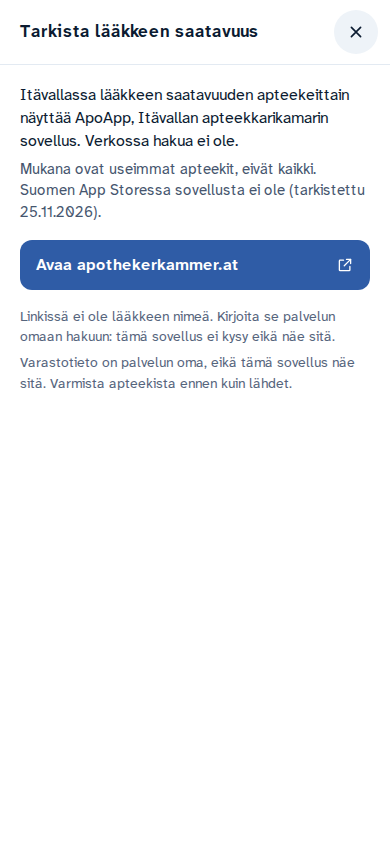 Tarkista lääkkeen saatavuus
Itävallassa lääkkeen saatavuuden apteekeittain
näyttää ApoApp, Itävallan apteekkarikamarin
sovellus. Verkossa hakua ei ole.
Mukana ovat useimmat apteekit, eivät kaikki.
Suomen App Storessa sovellusta ei ole (tarkistettu
25.11.2026).
Avaa apothekerkammer.at
Linkissä ei ole lääkkeen nimeä. Kirjoita se palvelun
omaan hakuun: tämä sovellus ei kysy eikä näe sitä.
Varastotieto on palvelun oma, eikä tämä sovellus näe
sitä. Varmista apteekista ennen kuin lähdet.